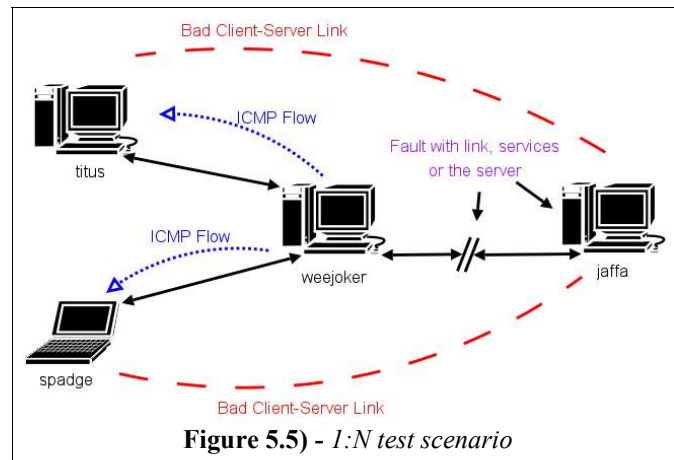 Bad Client-Server Link
ICMP Flow
titus
Fault with link, services
or the server
ICMP Flow
weejoker
jaffa
spadge
Bad Client-Server Link
Figure 5.5) - 1:N test scenario